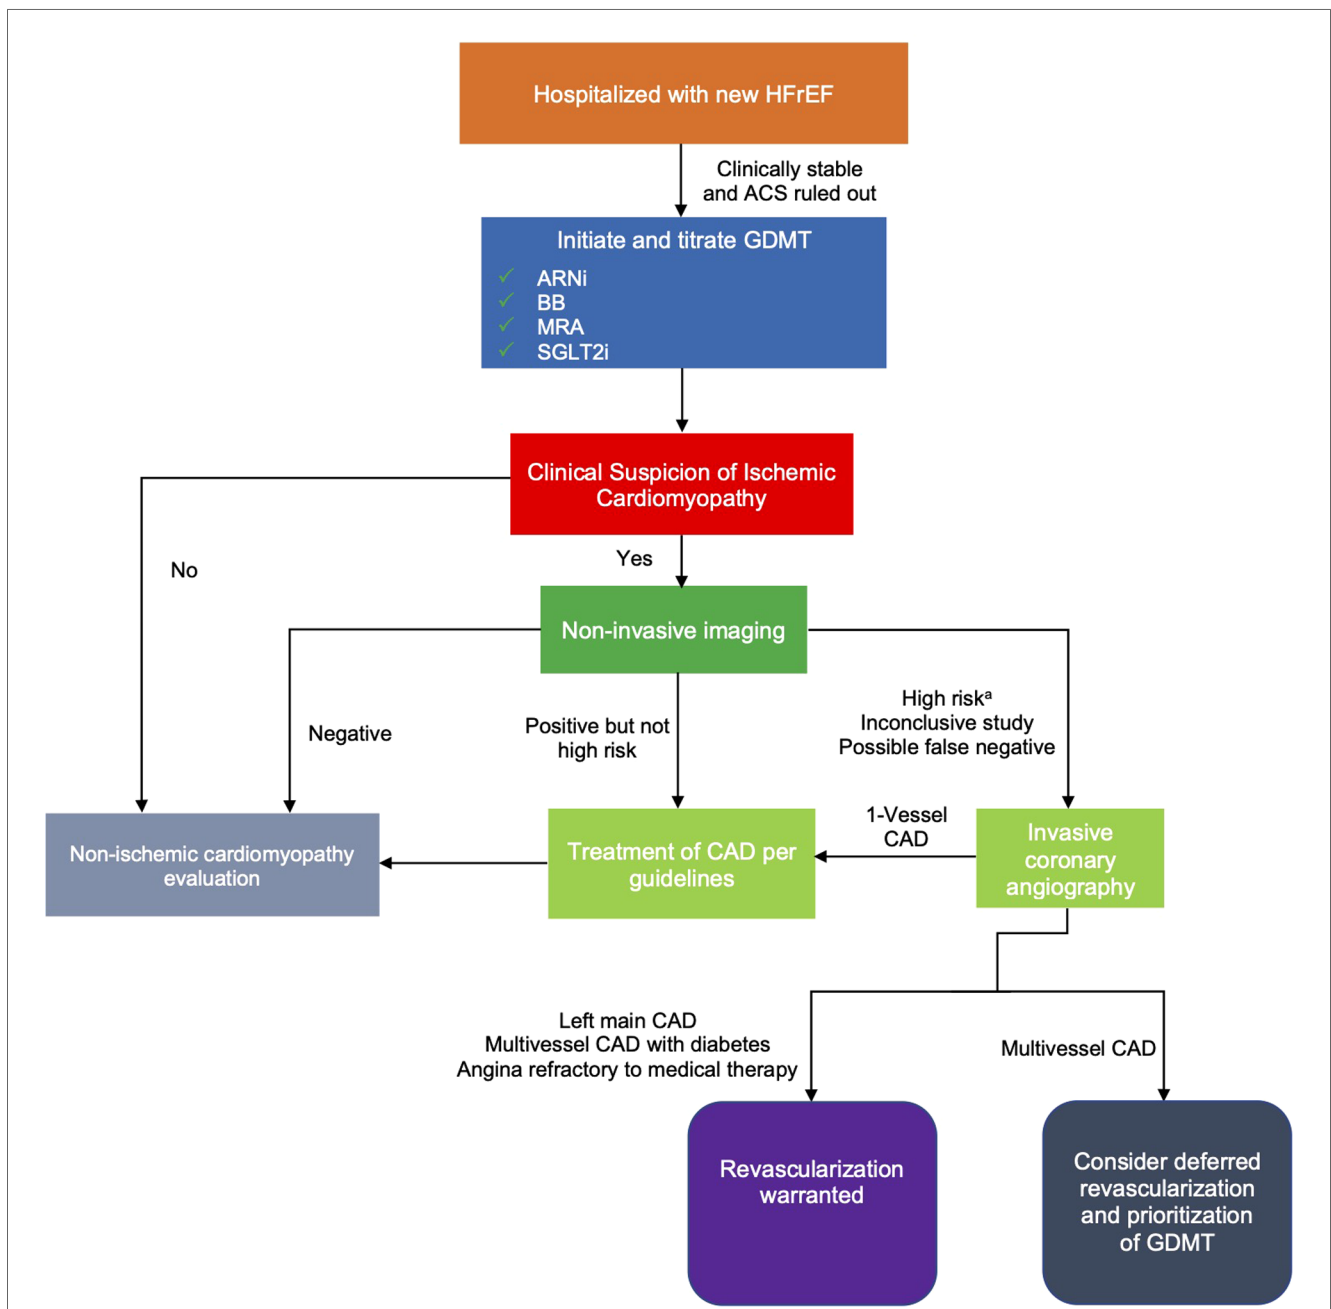 Hospitalized with new HFrEF
Clinically stable
and ACS ruled out
Initiate and titrate GDMT
✓ ARNi
✓ BB
✓ MRA
✓ SGLT2i
Clinical Suspicion of Ischemic
Cardiomyopathy
No
Yes
Non-invasive imaging
Negative
Positive but not
high risk
High riskᵃ
Inconclusive study
Possible false negative
Non-ischemic cardiomyopathy
evaluation
Treatment of CAD per
guidelines
1-Vessel
CAD
Invasive
coronary
angiography
Left main CAD
Multivessel CAD with diabetes
Angina refractory to medical therapy
Multivessel CAD
Revascularization
warranted
Consider deferred
revascularization
and prioritization
of GDMT